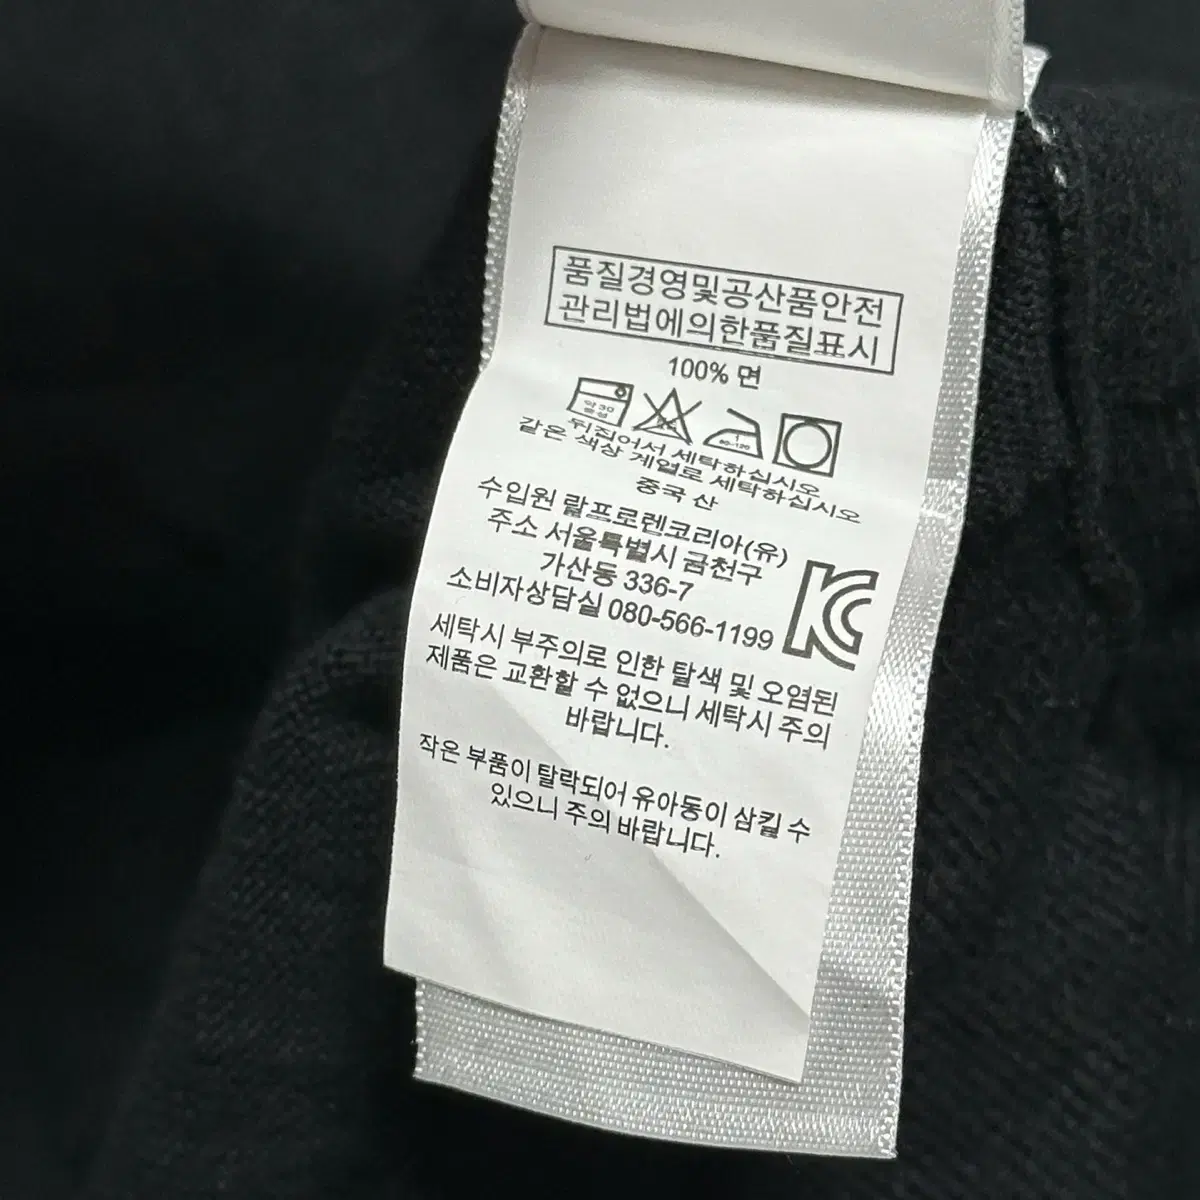 품질경영및공산품안전
관리법에의한품질표시
100% 면
약 30
중성
80-120
뒤집어서 세탁하십시오
같은 색상 계열로 세탁하십시오
중국 산
수입원 랄프로렌코리아(유)
주소 서울특별시 금천구
가산동 336-7
소비자상담실 080-566-1199
세탁시 부주의로 인한 탈색 및 오염된
제품은 교환할 수 없으니 세탁시 주의
바랍니다.
작은 부품이 탈락되어 유아동이 삼킬 수
있으니 주의 바랍니다.